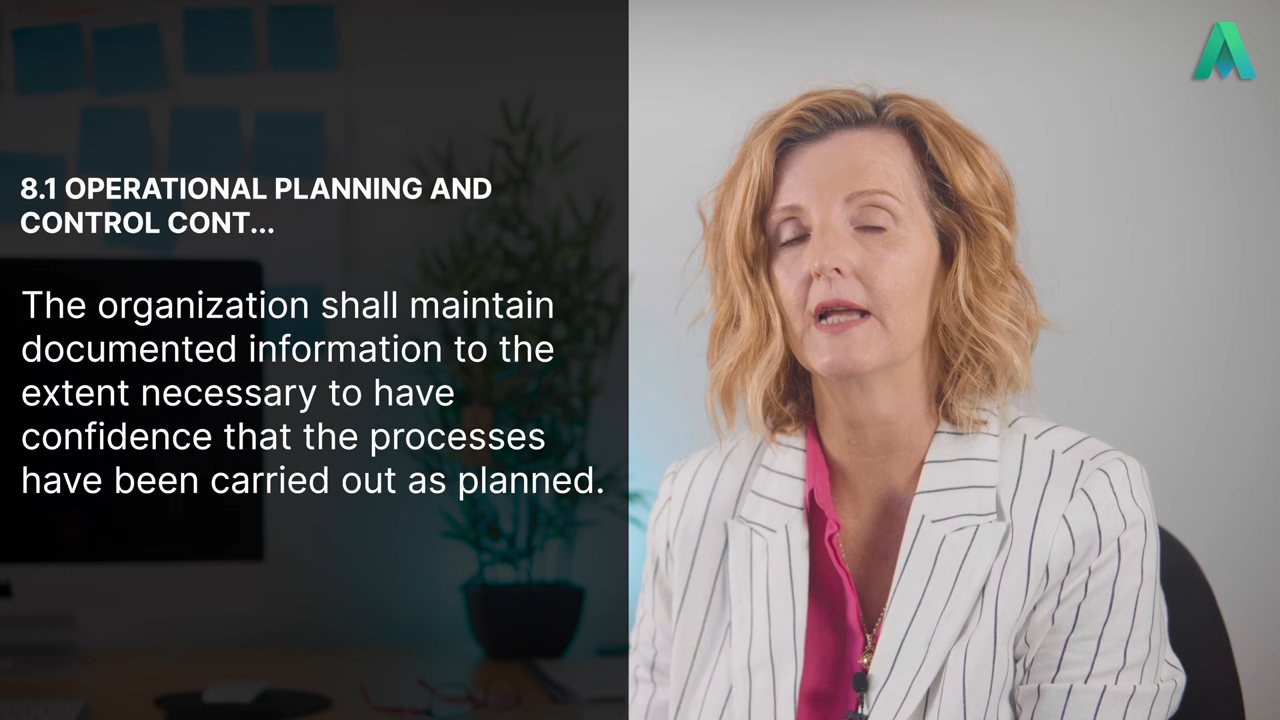 8.1 OPERATIONAL PLANNING AND
CONTROL CONT...
The organization shall maintain
documented information to the
extent necessary to have
confidence that the processes
have been carried out as planned.